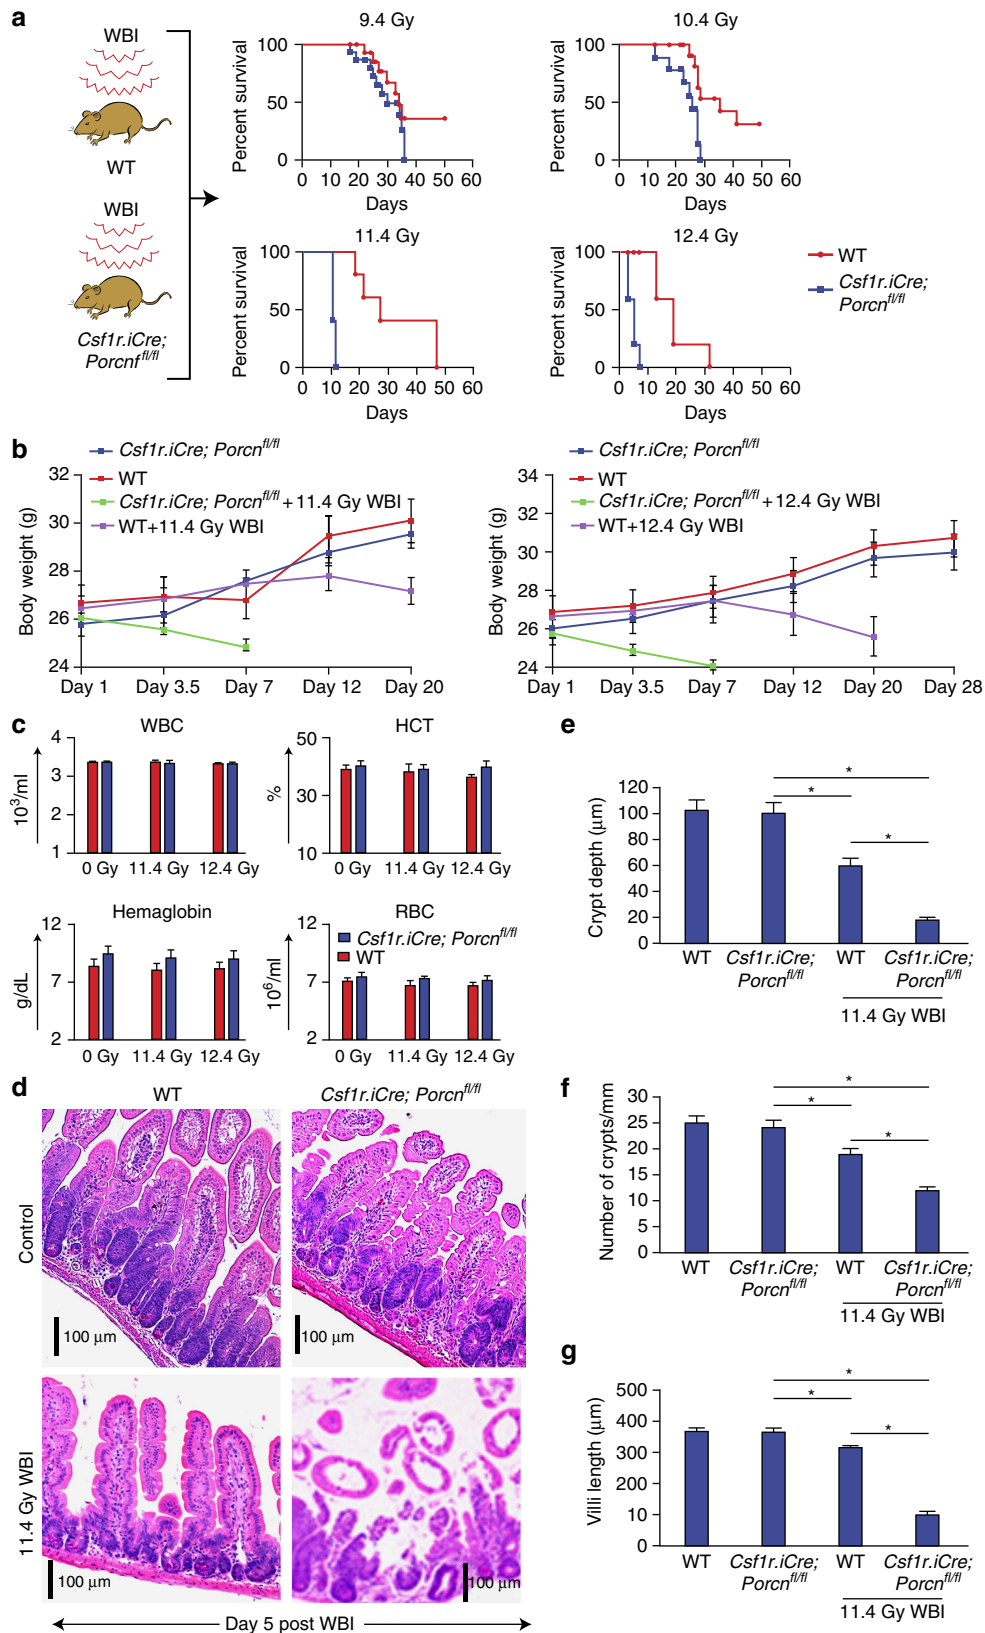 a
WBI
WT
WBI
Csf1r.iCre;
Porcnf fl/fl
9.4 Gy
Percent survival
100
50
0
0 10 20 30 40 50 60
Days
10.4 Gy
Percent survival
100
50
0
0 10 20 30 40 50 60
Days
11.4 Gy
Percent survival
100
50
0
0 10 20 30 40 50 60
Days
12.4 Gy
Percent survival
100
50
0
0 10 20 30 40 50 60
Days
WT
Csf1r.iCre;
Porcn fl/fl
b
Csf1r.iCre; Porcn fl/fl
WT
Csf1r.iCre; Porcn fl/fl + 11.4 Gy WBI
WT+11.4 Gy WBI
Body weight (g)
32
30
28
26
24
Day 1 Day 3.5 Day 7 Day 12 Day 20
Csf1r.iCre; Porcn fl/fl
WT
Csf1r.iCre; Porcn fl/fl + 12.4 Gy WBI
WT+12.4 Gy WBI
Body weight (g)
34
32
30
28
26
24
Day 1 Day 3.5 Day 7 Day 12 Day 20 Day 28
c
WBC
10³/ml
4
3
2
1
0 Gy 11.4 Gy 12.4 Gy
HCT
%
50
30
10
0 Gy 11.4 Gy 12.4 Gy
Hemaglobin
g/dL
12
7
2
0 Gy 11.4 Gy 12.4 Gy
RBC
Csf1r.iCre; Porcn fl/fl
WT
10⁶/ml
12
7
2
0 Gy 11.4 Gy 12.4 Gy
d
WT
Csf1r.iCre; Porcn fl/fl
Control
100 μm
100 μm
11.4 Gy WBI
100 μm
100 μm
Day 5 post WBI
e
Crypt depth (μm)
120
100
80
60
40
20
0
*
*
*
WT Csf1r.iCre; WT Csf1r.iCre;
Porcn fl/fl Porcn fl/fl
11.4 Gy WBI
f
Number of crypts/mm
30
25
20
15
10
5
0
*
*
*
WT Csf1r.iCre; WT Csf1r.iCre;
Porcn fl/fl Porcn fl/fl
11.4 Gy WBI
g
Villi length (μm)
500
400
300
200
10
0
*
*
*
WT Csf1r.iCre; WT Csf1r.iCre;
Porcn fl/fl Porcn fl/fl
11.4 Gy WBI